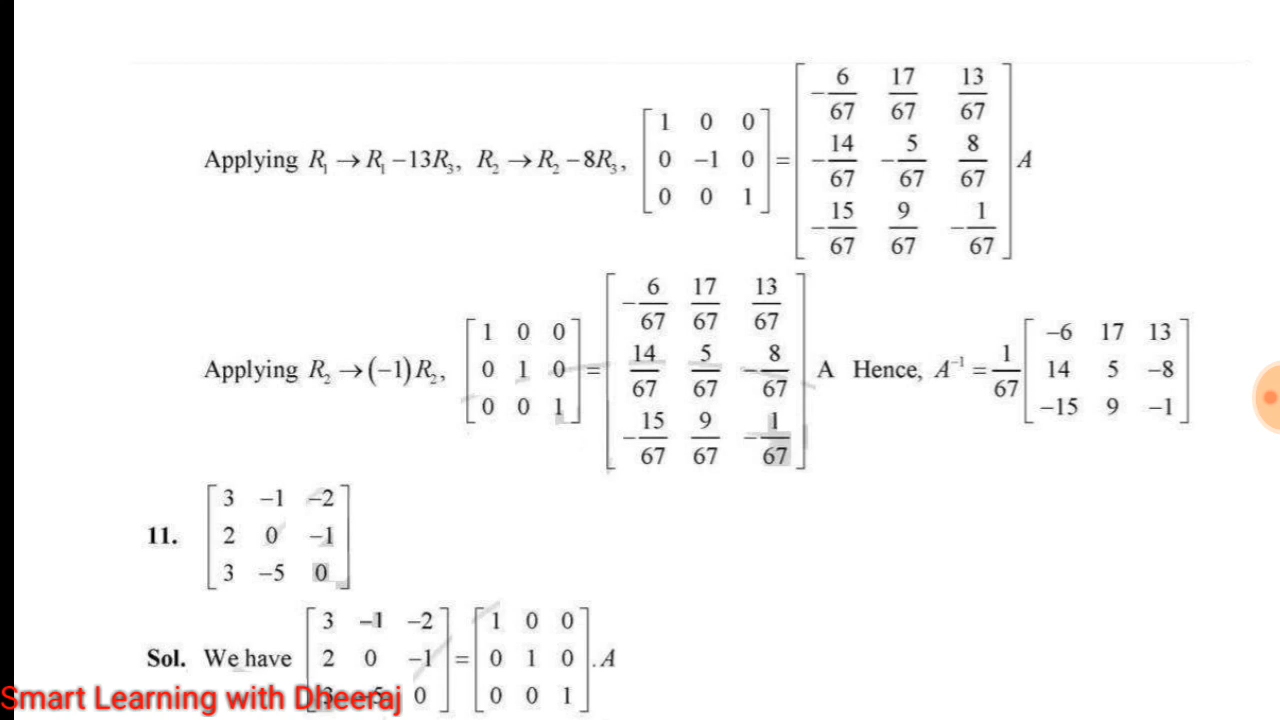 Applying R₁ → R₁ − 13R₃, R₂ → R₂ − 8R₃, [1 0 0; 0 −1 0; 0 0 1] = [−6/67 17/67 13/67; −14/67 −5/67 8/67; −15/67 9/67 −1/67] A
Applying R₂ → (−1) R₂, [1 0 0; 0 1 0; 0 0 1] = [−6/67 17/67 13/67; 14/67 5/67 −8/67; −15/67 9/67 −1/67] A Hence, A⁻¹ = 1/67 [−6 17 13; 14 5 −8; −15 9 −1]
11. [3 −1 −2; 2 0 −1; 3 −5 0]
Sol. We have [3 −1 −2; 2 0 −1; 3 −5 0] = [1 0 0; 0 1 0; 0 0 1] . A
Smart Learning with Dheeraj